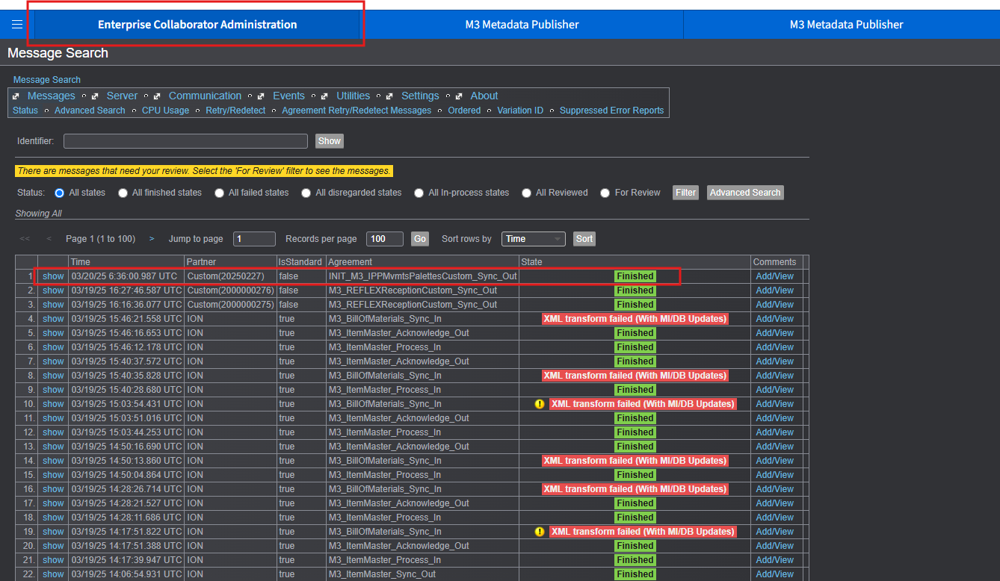 Enterprise Collaborator Administration M3 Metadata Publisher M3 Metadata Publisher
Message Search
Message Search
Messages Server Communication Events Utilities Settings About
Status Advanced Search CPU Usage Retry/Redetect Agreement Retry/Redetect Messages Ordered Variation ID Suppressed Error Reports
Identifier: Show
There are messages that need your review. Select the 'For Review' filter to see the messages.
Status: All states All finished states All failed states All disregarded states All In-process states All Reviewed For Review Filter Advanced Search
Showing All
<< < Page 1 (1 to 100) > Jump to page 1 Records per page 100 Go Sort rows by Time Sort
Time Partner IsStandard Agreement State Comments
1. show 03/20/25 6:36:00.987 UTC Custom(20250227) false INIT_M3_IPPMvmtsPalettesCustom_Sync_Out Finished Add/View
2. show 03/19/25 16:27:46.587 UTC Custom(2000000276) false M3_REFLEXReceptionCustom_Sync_Out Finished Add/View
3. show 03/19/25 16:16:36.077 UTC Custom(2000000275) false M3_REFLEXReceptionCustom_Sync_Out Finished Add/View
4. show 03/19/25 15:46:21.558 UTC ION true M3_BillOfMaterials_Sync_In XML transform failed (With MI/DB Updates) Add/View
5. show 03/19/25 15:46:16.653 UTC ION true M3_ItemMaster_Acknowledge_Out Finished Add/View
6. show 03/19/25 15:46:12.178 UTC ION true M3_ItemMaster_Process_In Finished Add/View
7. show 03/19/25 15:40:37.572 UTC ION true M3_ItemMaster_Acknowledge_Out Finished Add/View
8. show 03/19/25 15:40:35.828 UTC ION true M3_BillOfMaterials_Sync_In XML transform failed (With MI/DB Updates) Add/View
9. show 03/19/25 15:40:28.680 UTC ION true M3_ItemMaster_Process_In Finished Add/View
10. show 03/19/25 15:03:54.431 UTC ION true M3_BillOfMaterials_Sync_In XML transform failed (With MI/DB Updates) Add/View
11. show 03/19/25 15:03:51.016 UTC ION true M3_ItemMaster_Acknowledge_Out Finished Add/View
12. show 03/19/25 15:03:44.253 UTC ION true M3_ItemMaster_Process_In Finished Add/View
13. show 03/19/25 14:50:16.690 UTC ION true M3_ItemMaster_Acknowledge_Out Finished Add/View
14. show 03/19/25 14:50:13.860 UTC ION true M3_BillOfMaterials_Sync_In XML transform failed (With MI/DB Updates) Add/View
15. show 03/19/25 14:50:04.864 UTC ION true M3_ItemMaster_Process_In Finished Add/View
16. show 03/19/25 14:28:26.714 UTC ION true M3_BillOfMaterials_Sync_In XML transform failed (With MI/DB Updates) Add/View
17. show 03/19/25 14:28:21.527 UTC ION true M3_ItemMaster_Acknowledge_Out Finished Add/View
18. show 03/19/25 14:28:11.686 UTC ION true M3_ItemMaster_Process_In Finished Add/View
19. show 03/19/25 14:17:51.822 UTC ION true M3_BillOfMaterials_Sync_In XML transform failed (With MI/DB Updates) Add/View
20. show 03/19/25 14:17:51.388 UTC ION true M3_ItemMaster_Acknowledge_Out Finished Add/View
21. show 03/19/25 14:17:39.947 UTC ION true M3_ItemMaster_Process_In Finished Add/View
22. show 03/19/25 14:06:54.931 UTC ION true M3_ItemMaster_Sync_Out Finished Add/View